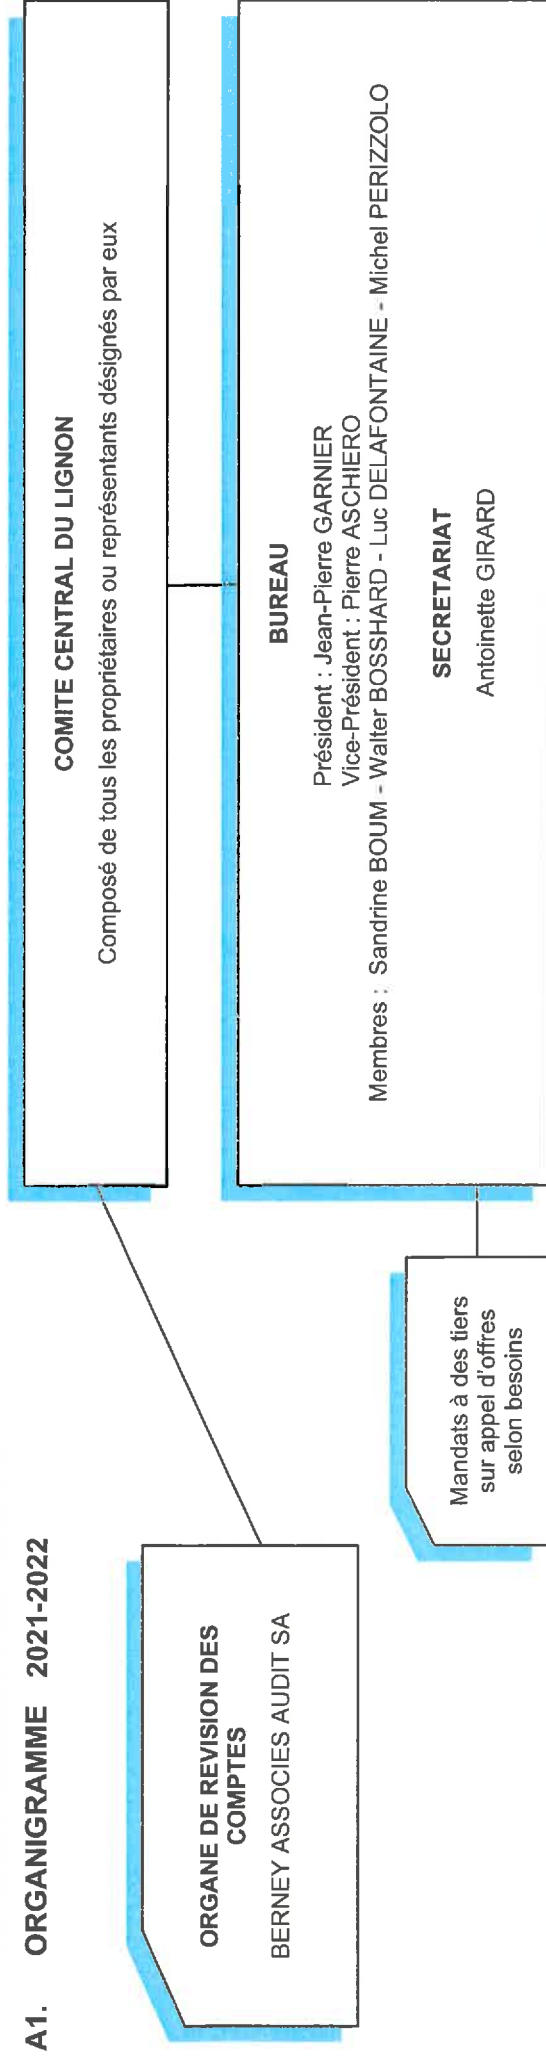 A1. ORGANIGRAMME 2021-2022
COMITE CENTRAL DU LIGNON
Composé de tous les propriétaires ou représentants désignés par eux
ORGANE DE REVISION DES
COMPTES
BERNEY ASSOCIES AUDIT SA
BUREAU
Président : Jean-Pierre GARNIER
Vice-Président : Pierre ASCHIERO
Membres : Sandrine BOUM - Walter BOSSHARD - Luc DELAFONTAINE - Michel PERIZZOLO
SECRETARIAT
Antoinette GIRARD
Mandats à des tiers
sur appel d'offres
selon besoins